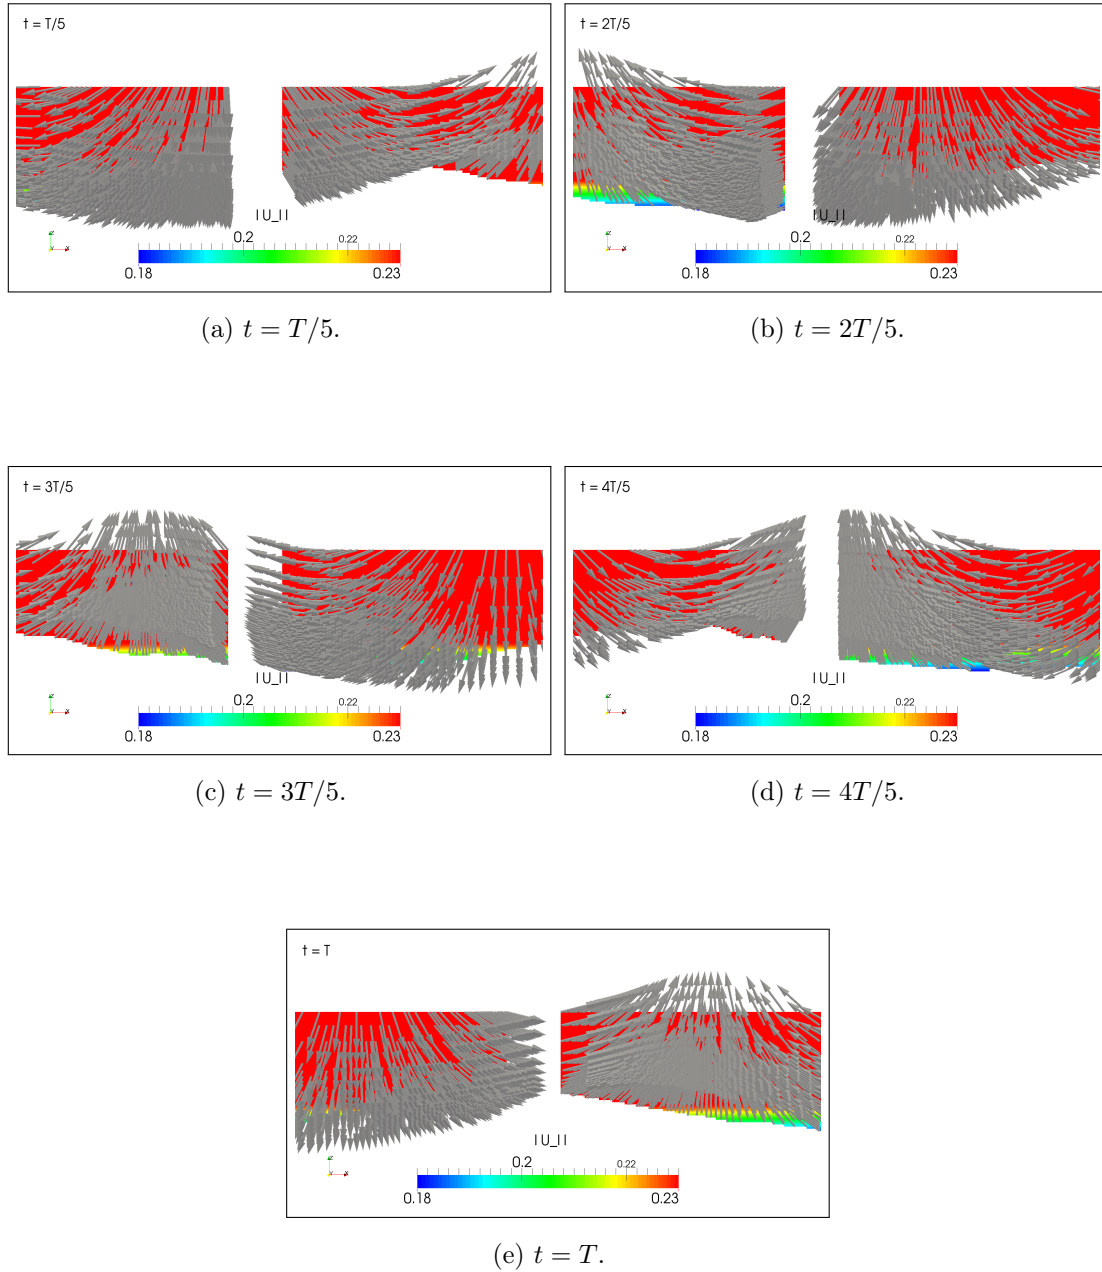 t = T/5
|U_I|
0.2
0.22
0.18
0.23
Z
Y
X
(a) t = T/5.
t = 2T/5
|U_I|
0.2
0.22
0.18
0.23
Z
Y
X
(b) t = 2T/5.
t = 3T/5
|U_I|
0.2
0.22
0.18
0.23
Z
Y
X
(c) t = 3T/5.
t = 4T/5
|U_I|
0.2
0.22
0.18
0.23
Z
Y
X
(d) t = 4T/5.
t = T
|U_I|
0.2
0.22
0.18
0.23
Z
Y
X
(e) t = T.